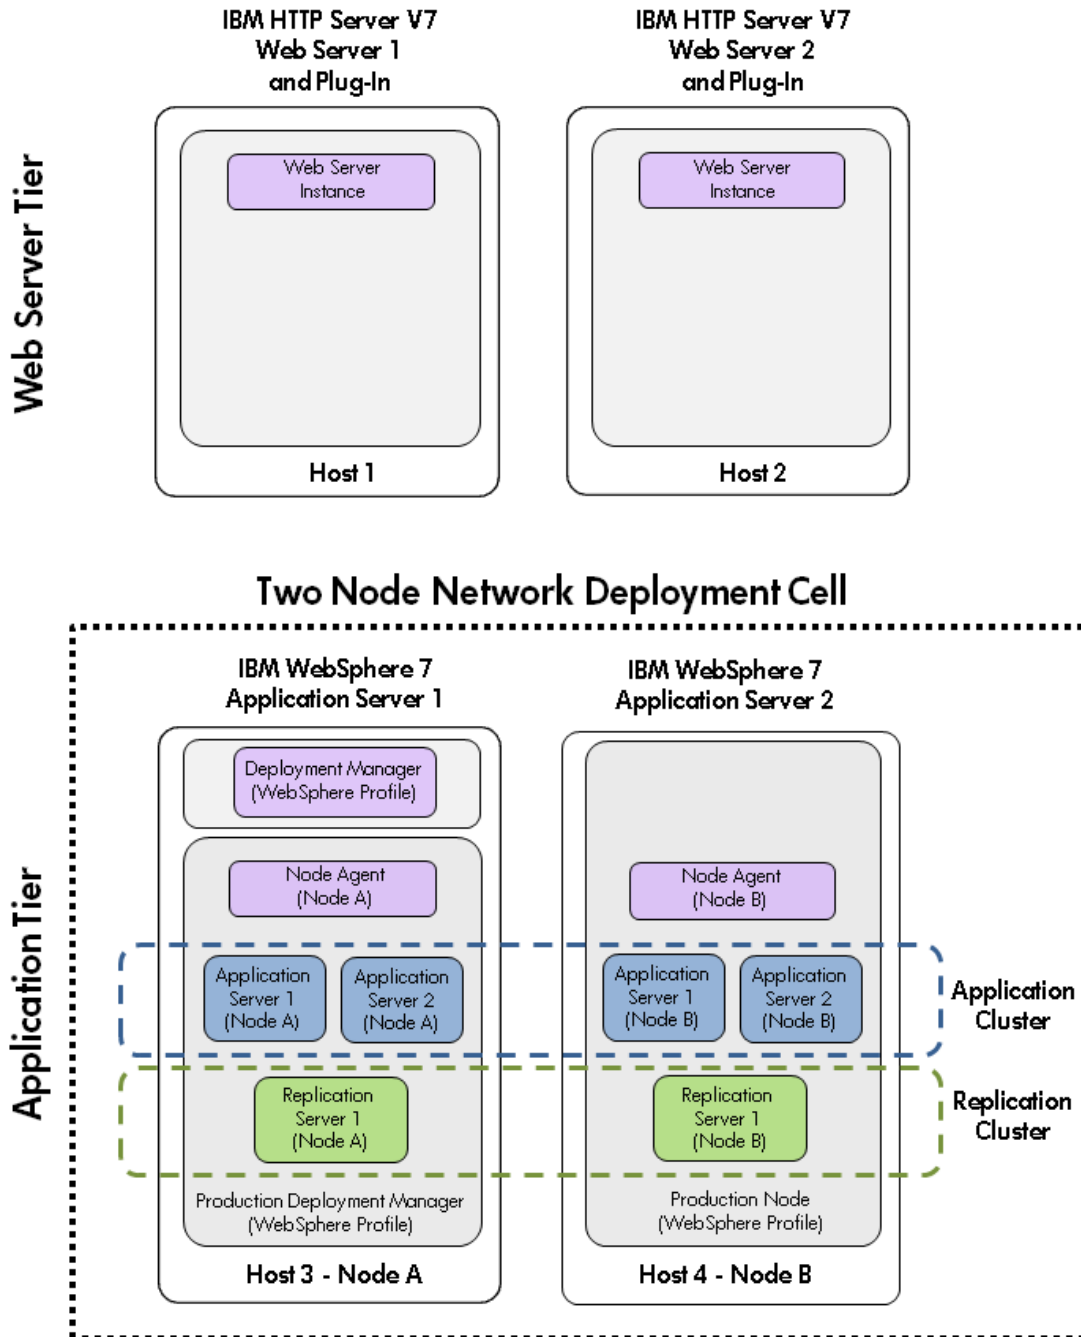 IBM HTTP Server V7
Web Server 1
and Plug-In
IBM HTTP Server V7
Web Server 2
and Plug-In
Web Server Tier
Web Server
Instance
Host 1
Web Server
Instance
Host 2
Two Node Network Deployment Cell
Application Tier
IBM WebSphere 7
Application Server 1
IBM WebSphere 7
Application Server 2
Deployment Manager
(WebSphere Profile)
Node Agent
(Node A)
Node Agent
(Node B)
Application
Server 1
(Node A)
Application
Server 2
(Node A)
Application
Server 1
(Node B)
Application
Server 2
(Node B)
Application
Cluster
Replication
Server 1
(Node A)
Replication
Server 1
(Node B)
Replication
Cluster
Production Deployment Manager
(WebSphere Profile)
Production Node
(WebSphere Profile)
Host 3 - Node A
Host 4 - Node B